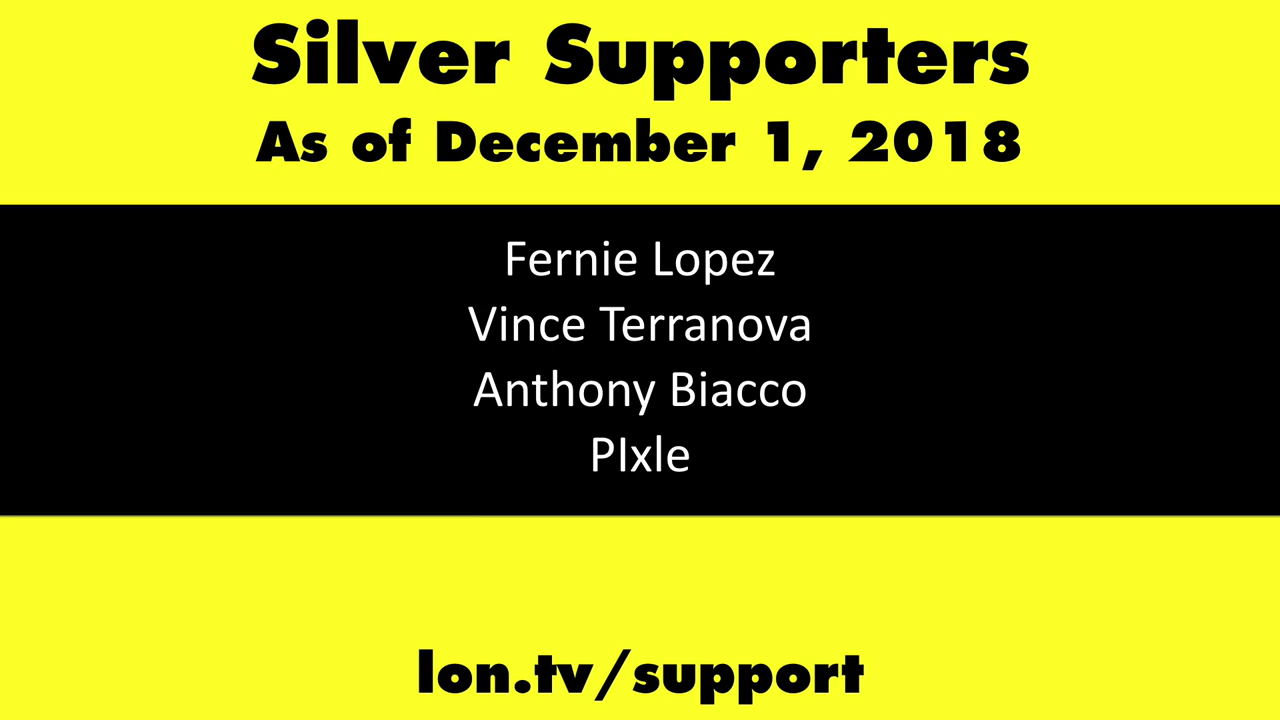 Silver Supporters
As of December 1, 2018
Fernie Lopez
Vince Terranova
Anthony Biacco
PIxle
lon.tv/support